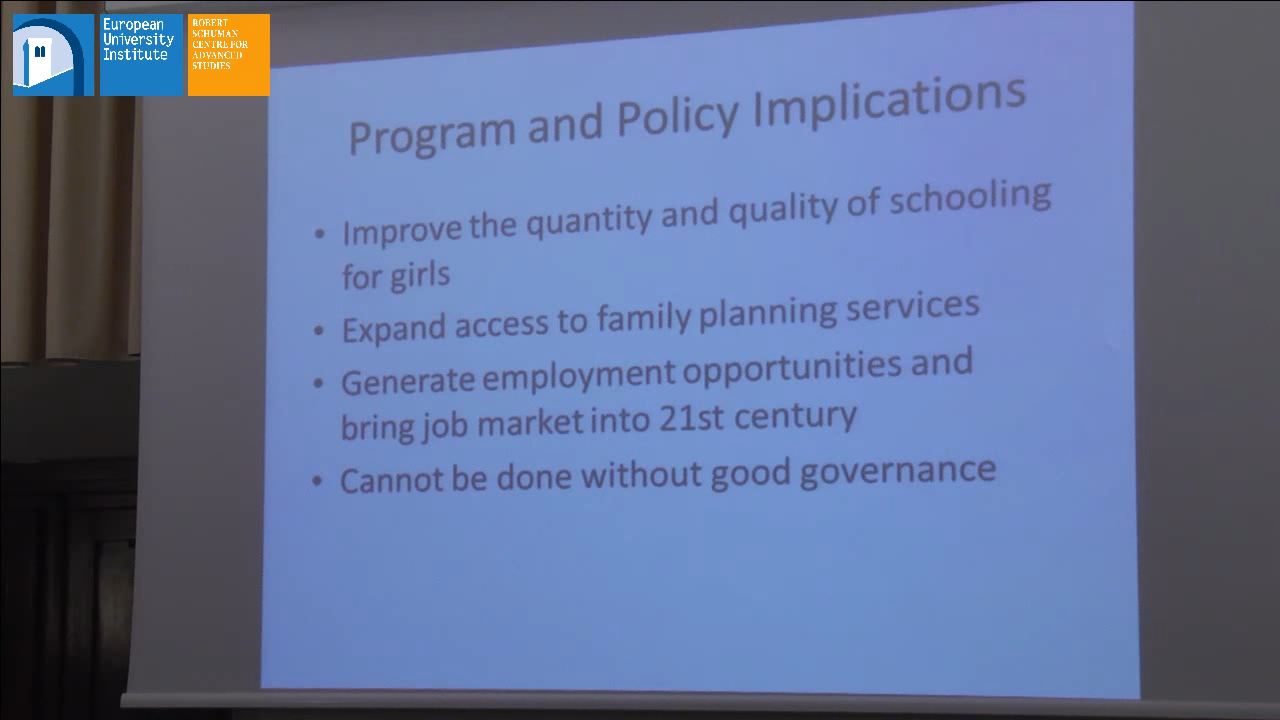 European
University
Institute
ROBERT
SCHUMAN
CENTRE FOR
ADVANCED
STUDIES
Program and Policy Implications
• Improve the quantity and quality of schooling
for girls
• Expand access to family planning services
• Generate employment opportunities and
bring job market into 21st century
• Cannot be done without good governance